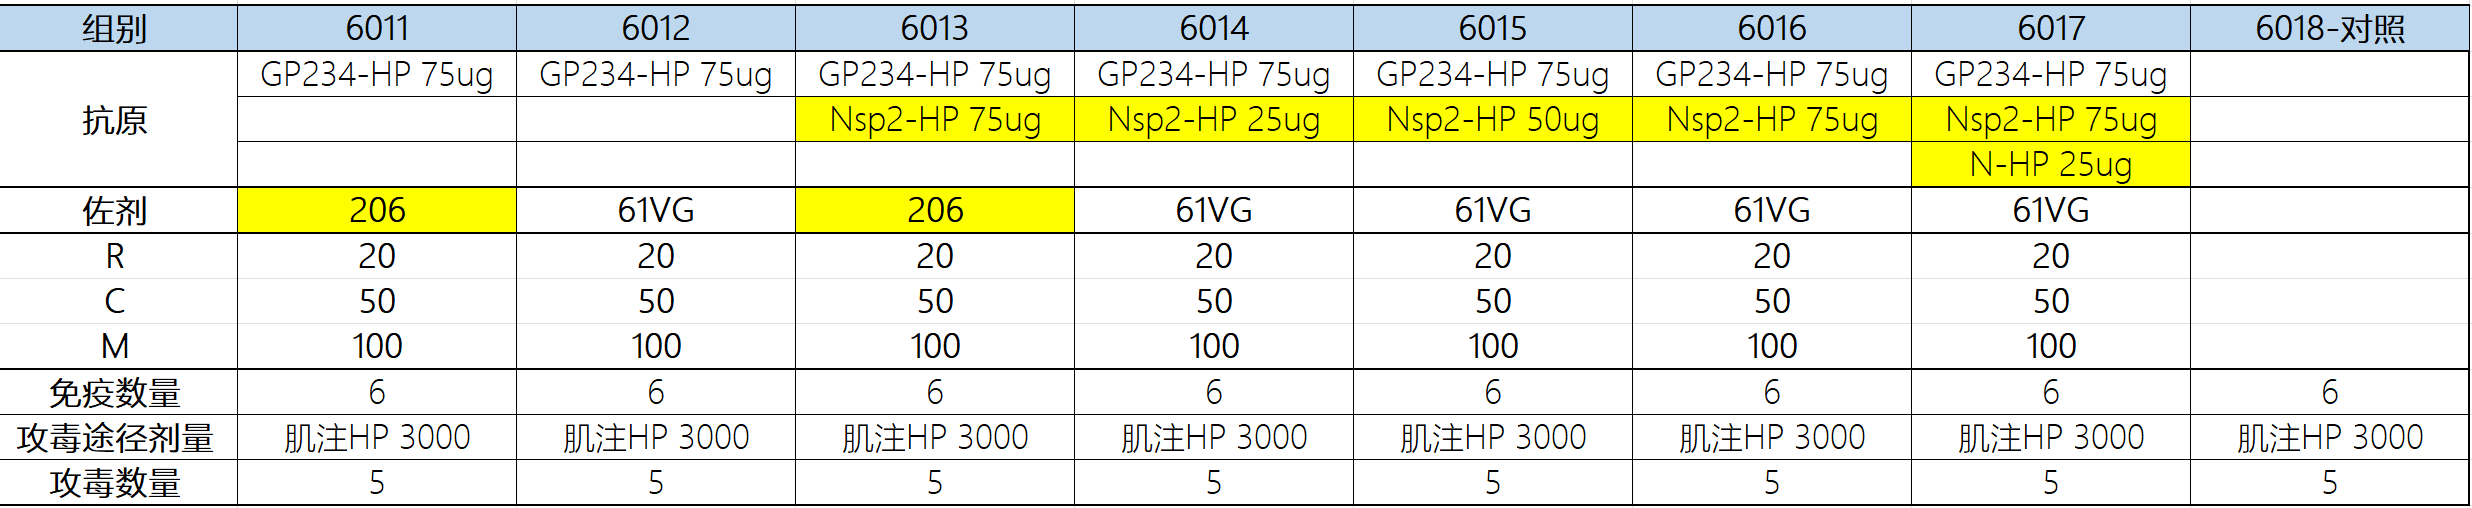 组别 6011 6012 6013 6014 6015 6016 6017 6018-对照
GP234-HP 75ug GP234-HP 75ug GP234-HP 75ug GP234-HP 75ug GP234-HP 75ug GP234-HP 75ug GP234-HP 75ug
抗原 Nsp2-HP 75ug Nsp2-HP 25ug Nsp2-HP 50ug Nsp2-HP 75ug Nsp2-HP 75ug
N-HP 25ug
佐剂 206 61VG 206 61VG 61VG 61VG 61VG
R 20 20 20 20 20 20 20
C 50 50 50 50 50 50 50
M 100 100 100 100 100 100 100
免疫数量 6 6 6 6 6 6 6 6
攻毒途径剂量 肌注HP 3000 肌注HP 3000 肌注HP 3000 肌注HP 3000 肌注HP 3000 肌注HP 3000 肌注HP 3000 肌注HP 3000
攻毒数量 5 5 5 5 5 5 5 5